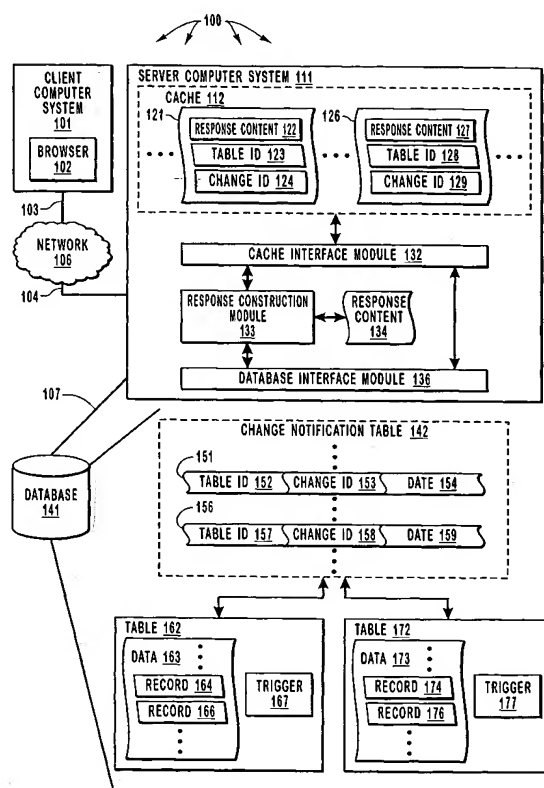 100
CLIENT
COMPUTER
SYSTEM
101
BROWSER
102
103
NETWORK
106
104
SERVER COMPUTER SYSTEM 111
CACHE 112
121
RESPONSE CONTENT 122
TABLE ID 123
CHANGE ID 124
126
RESPONSE CONTENT 127
TABLE ID 128
CHANGE ID 129
CACHE INTERFACE MODULE 132
RESPONSE CONSTRUCTION
MODULE
133
RESPONSE
CONTENT
134
DATABASE INTERFACE MODULE 136
107
DATABASE
141
CHANGE NOTIFICATION TABLE 142
151
TABLE ID 152 CHANGE ID 153 DATE 154
156
TABLE ID 157 CHANGE ID 158 DATE 159
TABLE 162
DATA 163
RECORD 164
RECORD 166
TRIGGER
167
TABLE 172
DATA 173
RECORD 174
RECORD 176
TRIGGER
177